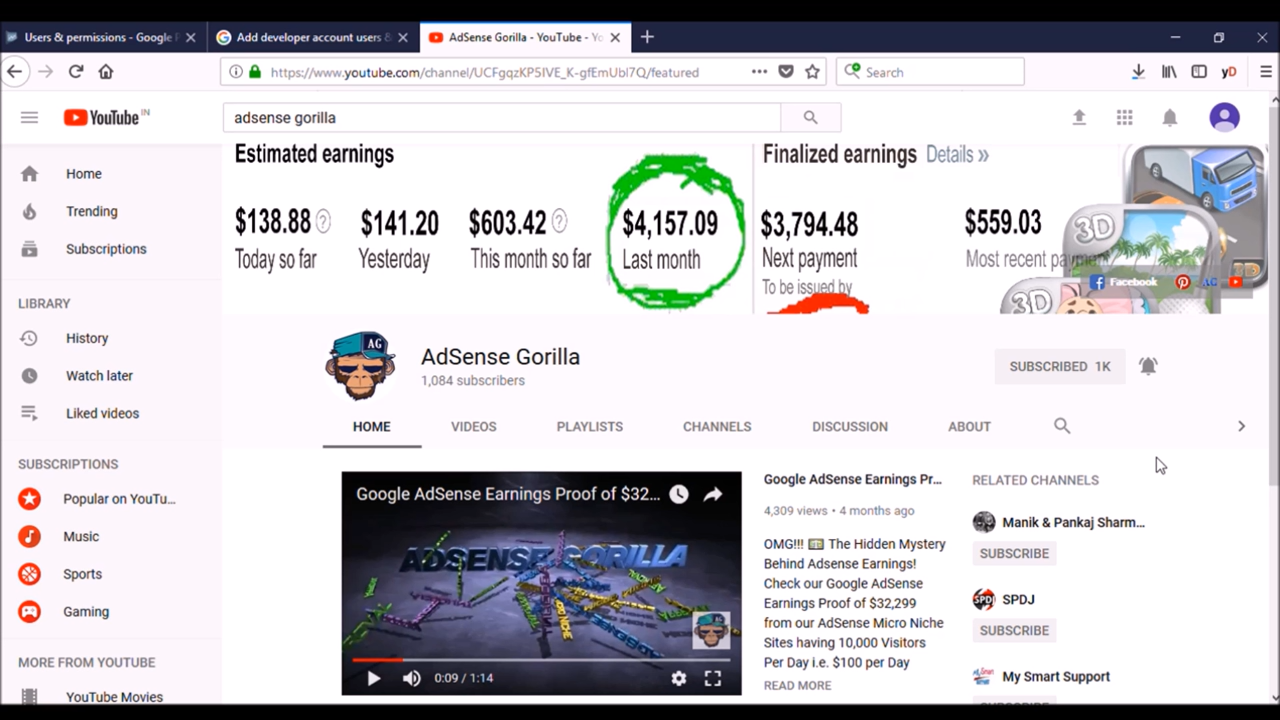 Users & permissions - Google P
Add developer account users &
AdSense Gorilla - YouTube - Yo
https://www.youtube.com/channel/UCFgqzKP5IVE_K-gfEmUbl7Q/featured
Search
yD
YouTube IN
adsense gorilla
Home
Trending
Subscriptions
LIBRARY
History
Watch later
Liked videos
SUBSCRIPTIONS
Popular on YouTu...
Music
Sports
Gaming
MORE FROM YOUTUBE
YouTube Movies
Estimated earnings
$138.88
Today so far
$141.20
Yesterday
$603.42
This month so far
$4,157.09
Last month
Finalized earnings Details »
$3,794.48
Next payment
To be issued by
$559.03
Most recent payment
3D
3D
Facebook
AG
AG
AdSense Gorilla
1,084 subscribers
SUBSCRIBED 1K
HOME
VIDEOS
PLAYLISTS
CHANNELS
DISCUSSION
ABOUT
Google AdSense Earnings Proof of $32...
ADSENSE GORILLA
0:09 / 1:14
Google AdSense Earnings Pr...
4,309 views • 4 months ago
OMG!!! 💵 The Hidden Mystery
Behind Adsense Earnings!
Check our Google AdSense
Earnings Proof of $32,299
from our AdSense Micro Niche
Sites having 10,000 Visitors
Per Day i.e. $100 per Day
READ MORE
RELATED CHANNELS
Manik & Pankaj Sharm...
SUBSCRIBE
SPDJ
SUBSCRIBE
My Smart Support
SUBSCRIBE